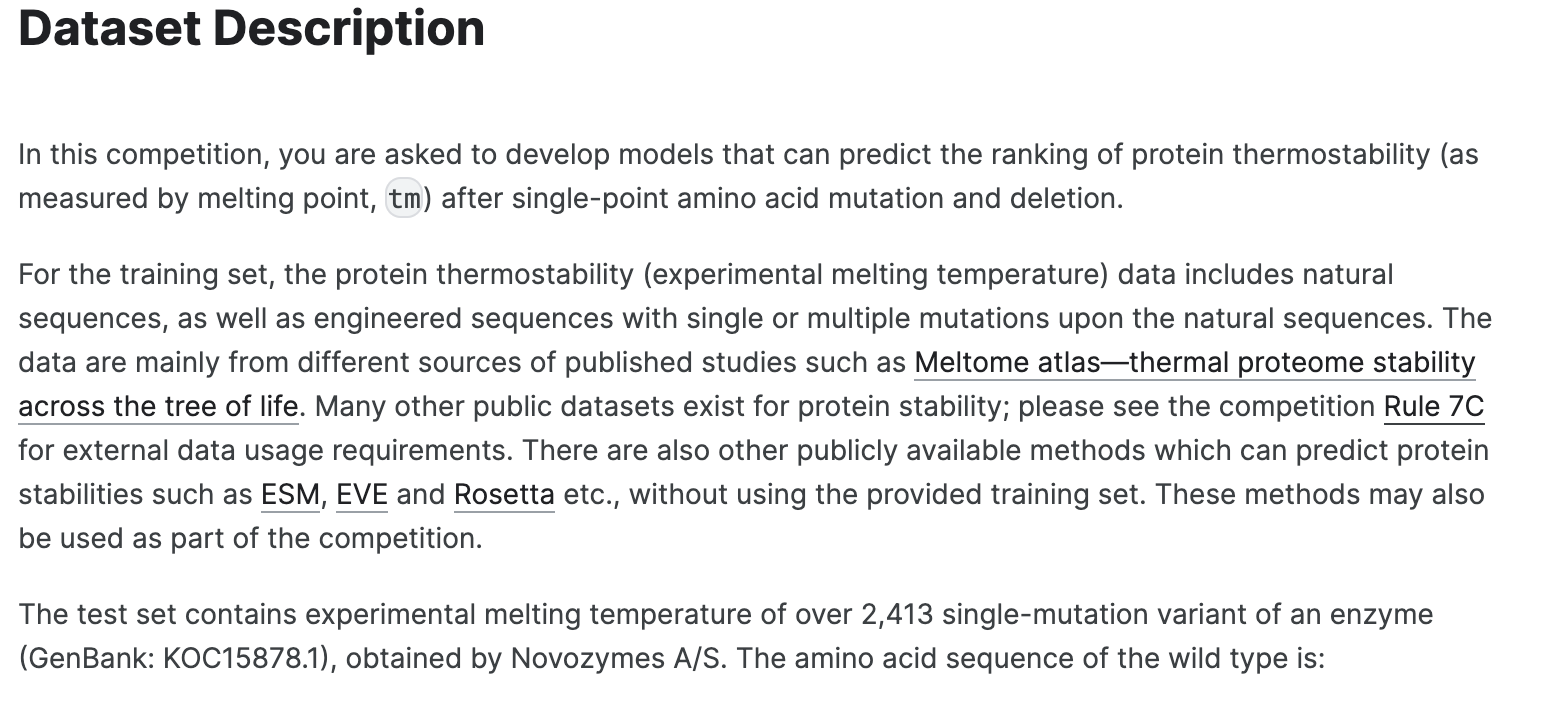 Dataset Description
In this competition, you are asked to develop models that can predict the ranking of protein thermostability (as
measured by melting point, tm) after single-point amino acid mutation and deletion.
For the training set, the protein thermostability (experimental melting temperature) data includes natural
sequences, as well as engineered sequences with single or multiple mutations upon the natural sequences. The
data are mainly from different sources of published studies such as Meltome atlas—thermal proteome stability
across the tree of life. Many other public datasets exist for protein stability; please see the competition Rule 7C
for external data usage requirements. There are also other publicly available methods which can predict protein
stabilities such as ESM, EVE and Rosetta etc., without using the provided training set. These methods may also
be used as part of the competition.
The test set contains experimental melting temperature of over 2,413 single-mutation variant of an enzyme
(GenBank: KOC15878.1), obtained by Novozymes A/S. The amino acid sequence of the wild type is: